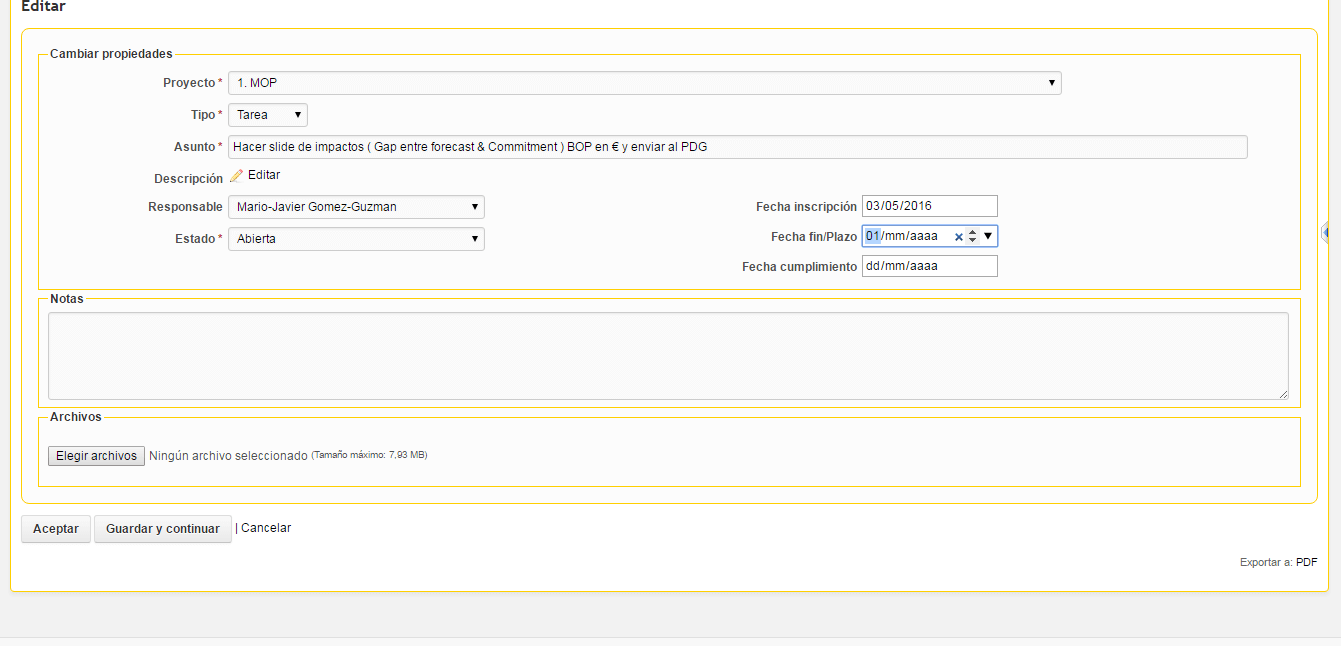 Editar
Cambiar propiedades
Proyecto * 1. MOP
Tipo * Tarea
Asunto * Hacer slide de impactos ( Gap entre forecast & Commitment ) BOP en € y enviar al PDG
Descripción Editar
Responsable Mario-Javier Gomez-Guzman Fecha inscripción 03/05/2016
Estado * Abierta Fecha fin/Plazo 01/mm/aaaa
Fecha cumplimiento dd/mm/aaaa
Notas
Archivos
Elegir archivos Ningún archivo seleccionado (Tamaño máximo: 7,93 MB)
Aceptar Guardar y continuar | Cancelar
Exportar a: PDF